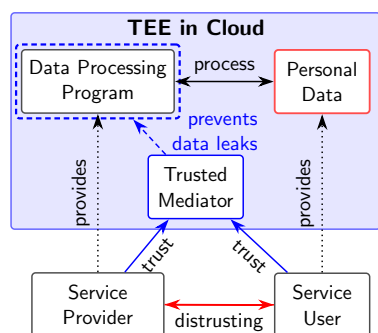 TEE in Cloud
Data Processing
Program
process
Personal
Data
prevents
data leaks
Trusted
Mediator
provides
provides
trust
trust
Service
Provider
distrusting
Service
User